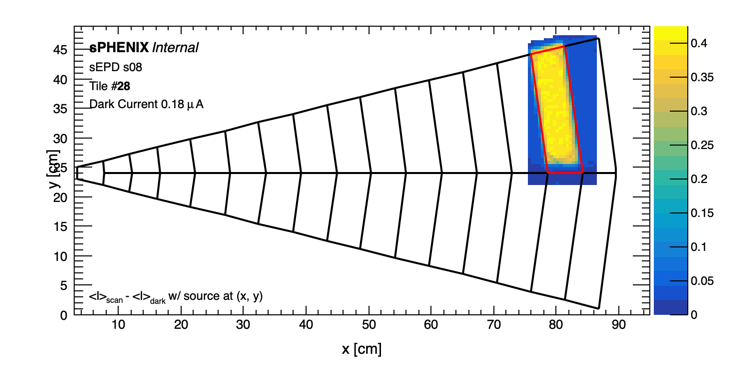 sPHENIX Internal
sEPD s08
Tile #28
Dark Current 0.18 μA
<I>scan - <I>dark w/ source at (x, y)
y [cm]
45
40
35
30
25
20
15
10
5
0
10 20 30 40 50 60 70 80 90
x [cm]
0.4
0.35
0.3
0.25
0.2
0.15
0.1
0.05
0